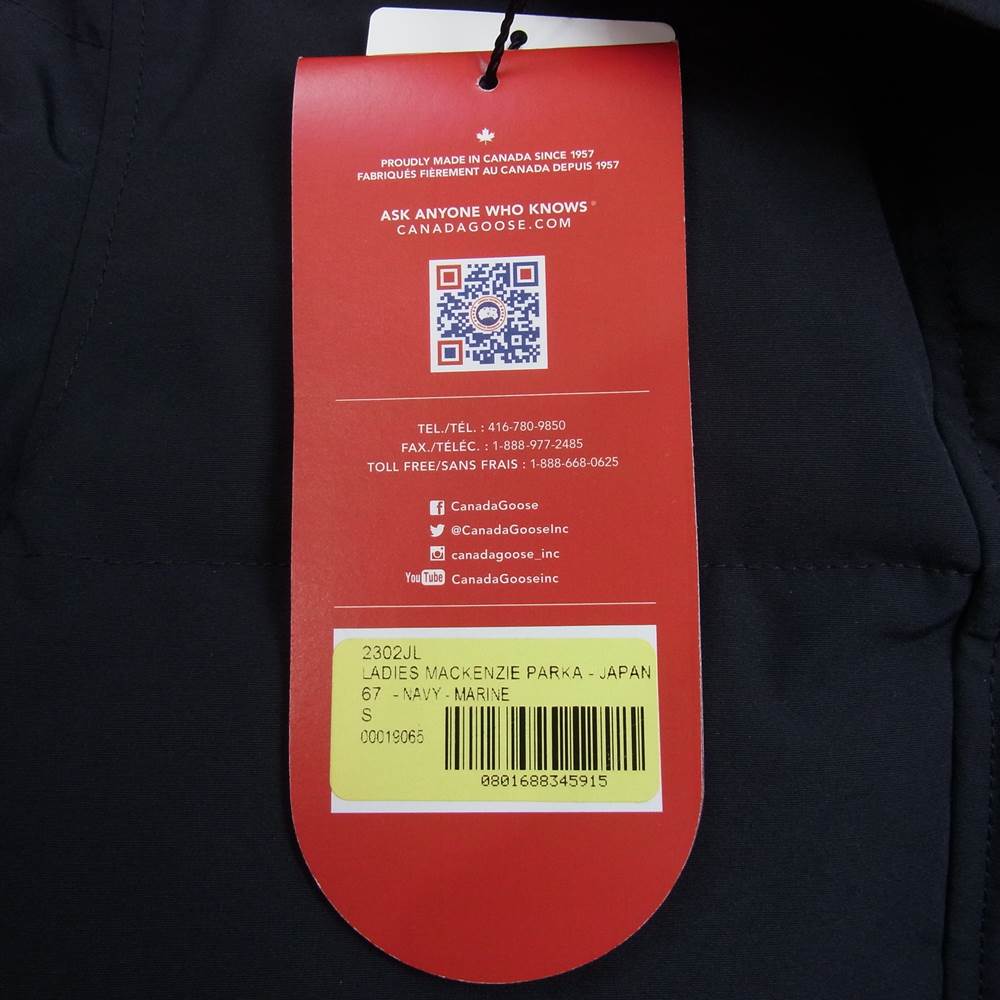 PROUDLY MADE IN CANADA SINCE 1957
FABRIQUÉS FIÈREMENT AU CANADA DEPUIS 1957
ASK ANYONE WHO KNOWS®
CANADAGOOSE.COM
TEL./TÉL. : 416-780-9850
FAX./TÉLÉC. : 1-888-977-2485
TOLL FREE/SANS FRAIS : 1-888-668-0625
f CanadaGoose
@CanadaGooseInc
canadagoose_inc
YouTube CanadaGooseinc
2302JL
LADIES MACKENZIE PARKA - JAPAN
67 - NAVY - MARINE
S
00019065
0801688345915